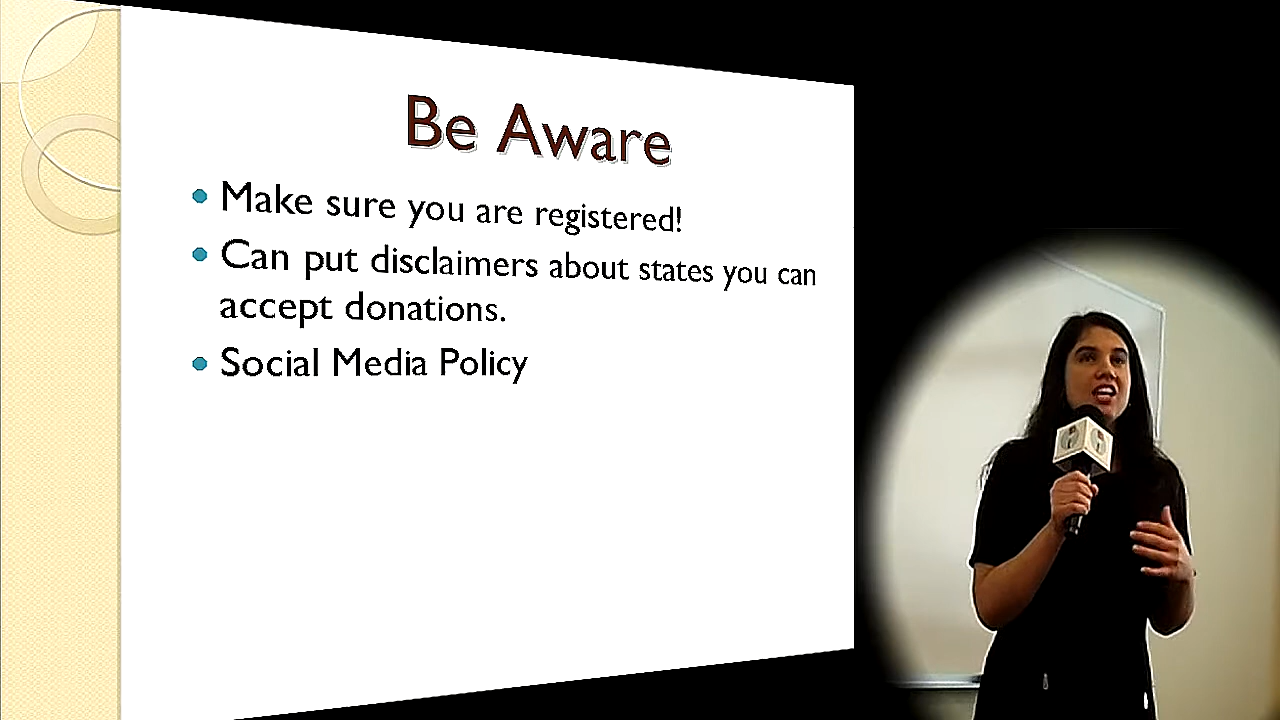 Be Aware
Make sure you are registered!
Can put disclaimers about states you can
accept donations.
Social Media Policy